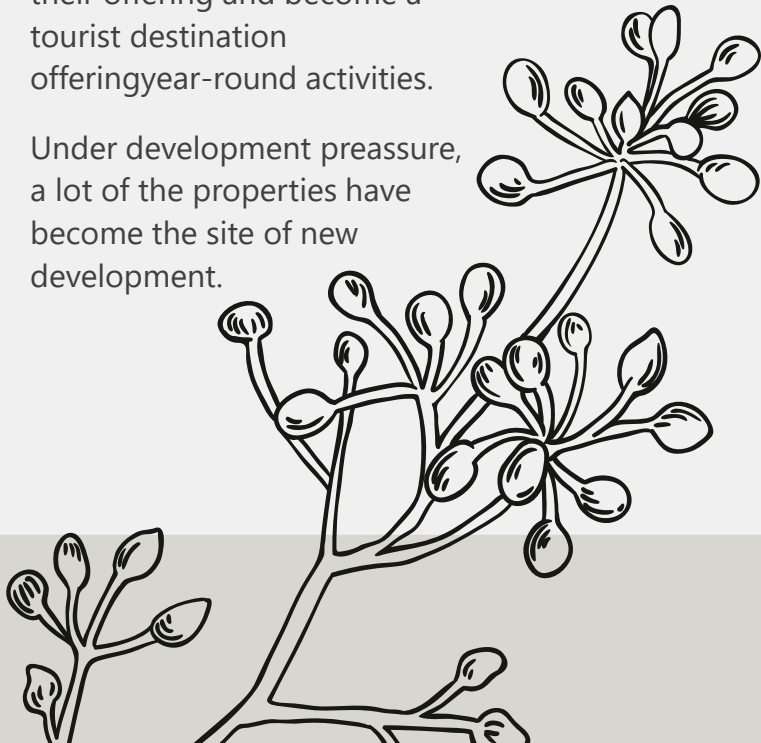 their offering and become a
tourist destination
offeringyear-round activities.
Under development preassure,
a lot of the properties have
become the site of new
development.